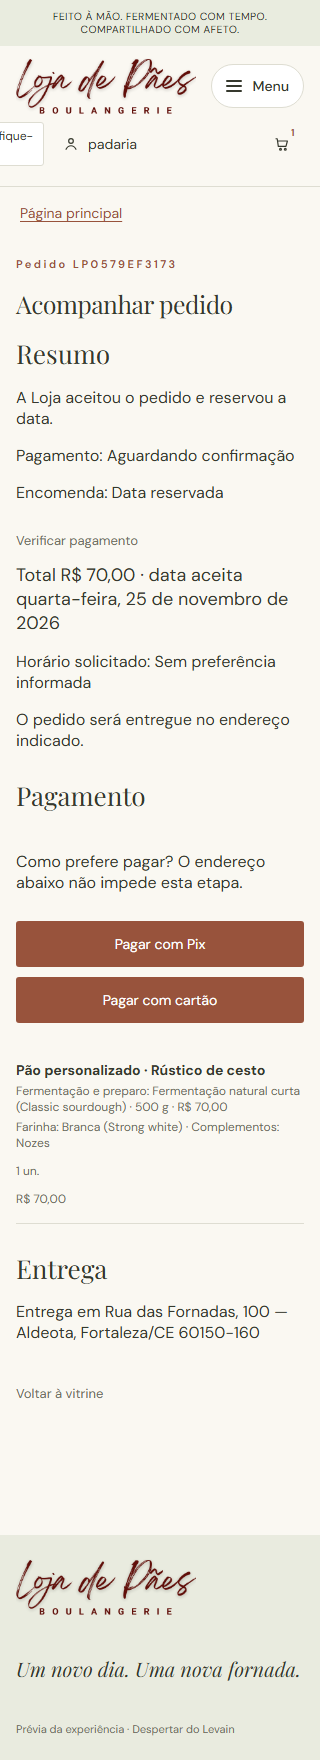 FEITO À MÃO. FERMENTADO COM TEMPO.
COMPARTILHADO COM AFETO.
Loja de Pães
BOULANGERIE
Menu
fique-
padaria
1
Página principal
Pedido LP0579EF3173
Acompanhar pedido
Resumo
A Loja aceitou o pedido e reservou a
data.
Pagamento: Aguardando confirmação
Encomenda: Data reservada
Verificar pagamento
Total R$ 70,00 · data aceita
quarta-feira, 25 de novembro de
2026
Horário solicitado: Sem preferência
informada
O pedido será entregue no endereço
indicado.
Pagamento
Como prefere pagar? O endereço
abaixo não impede esta etapa.
Pagar com Pix
Pagar com cartão
Pão personalizado · Rústico de cesto
Fermentação e preparo: Fermentação natural curta
(Classic sourdough) · 500 g · R$ 70,00
Farinha: Branca (Strong white) · Complementos:
Nozes
1 un.
R$ 70,00
Entrega
Entrega em Rua das Fornadas, 100 —
Aldeota, Fortaleza/CE 60150-160
Voltar à vitrine
Loja de Pães
BOULANGERIE
Um novo dia. Uma nova fornada.
Prévia da experiência · Despertar do Levain